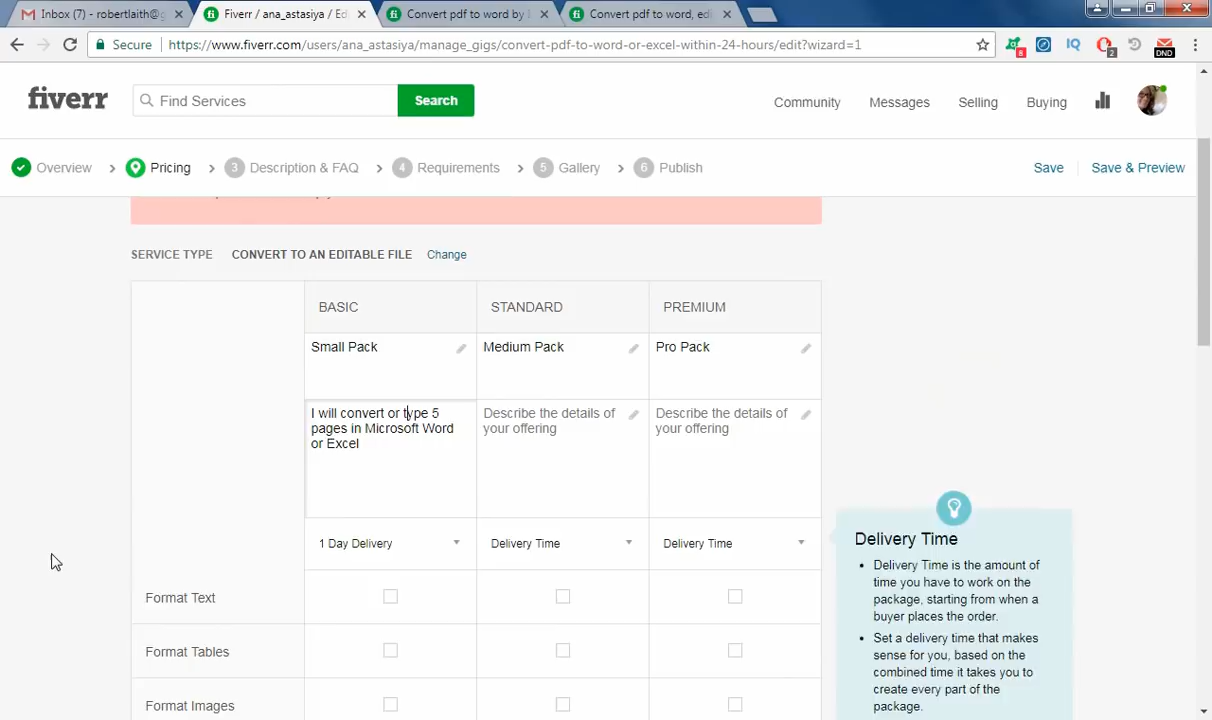 Inbox (7) - robertlaith@g
Fiverr / ana_astasiya / Edi
Convert pdf to word by
Convert pdf to word, edi
Secure
https://www.fiverr.com/users/ana_astasiya/manage_gigs/convert-pdf-to-word-or-excel-within-24-hours/edit?wizard=1
8
IQ
2
DND
fiverr
Find Services
Search
Community
Messages
Selling
Buying
Overview
Pricing
3 Description & FAQ
4 Requirements
5 Gallery
6 Publish
Save
Save & Preview
SERVICE TYPE
CONVERT TO AN EDITABLE FILE
Change
BASIC
STANDARD
PREMIUM
Small Pack
Medium Pack
Pro Pack
I will convert or type 5
pages in Microsoft Word
or Excel
Describe the details of
your offering
Describe the details of
your offering
1 Day Delivery
Delivery Time
Delivery Time
Format Text
Format Tables
Format Images
Delivery Time
Delivery Time is the amount of
time you have to work on the
package, starting from when a
buyer places the order.
Set a delivery time that makes
sense for you, based on the
combined time it takes you to
create every part of the
package.